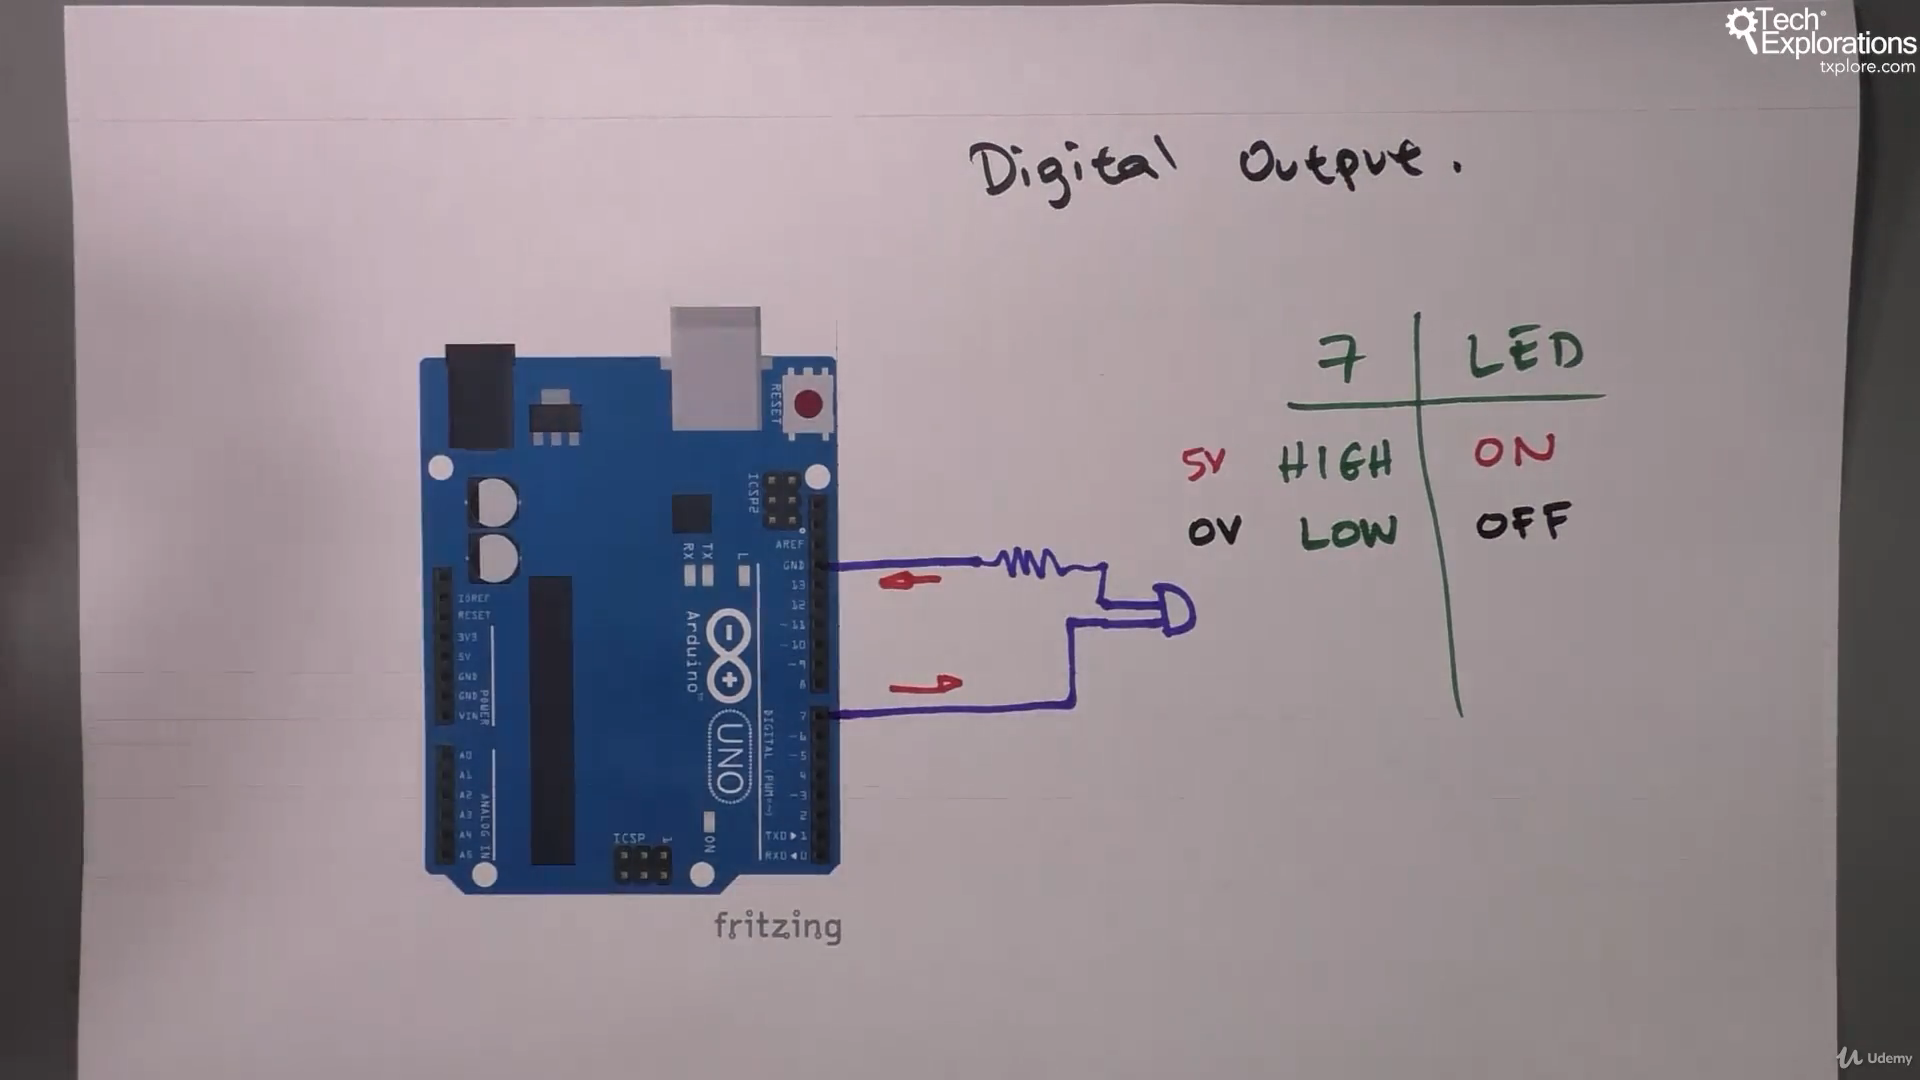 Tech
Explorations
txplore.com
Digital Output.
7 LED
5V HIGH ON
0V LOW OFF
RESET
ICSP2
AREF
GND
13
12
~11
~10
~9
8
7
~6
~5
4
~3
2
TXD▶1
RXD◀0
DIGITAL (PWM=~)
L
TX
RX
Arduino
UNO
ON
IOREF
RESET
3V3
5V
GND
GND
VIN
POWER
A0
A1
A2
A3
A4
A5
ANALOG IN
ICSP
1
fritzing
Udemy